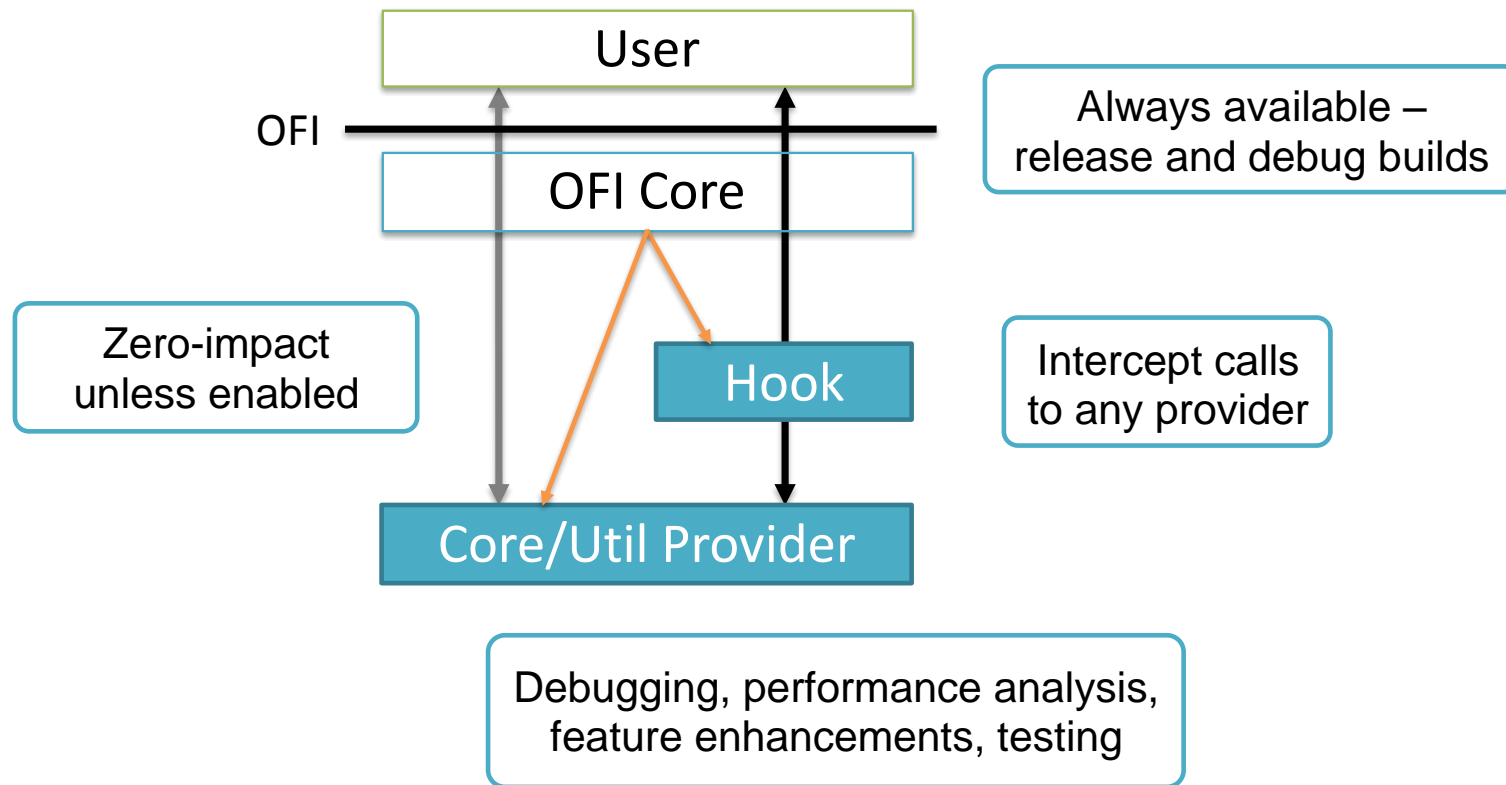 User
OFI
Always available –
release and debug builds
OFI Core
Zero-impact
unless enabled
Hook
Intercept calls
to any provider
Core/Util Provider
Debugging, performance analysis,
feature enhancements, testing